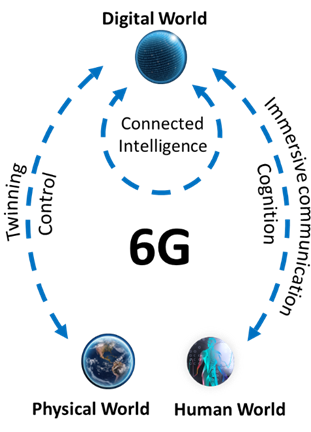 Digital World
Connected
Intelligence
Twinning
Control
Immersive communication
Cognition
6G
Physical World
Human World